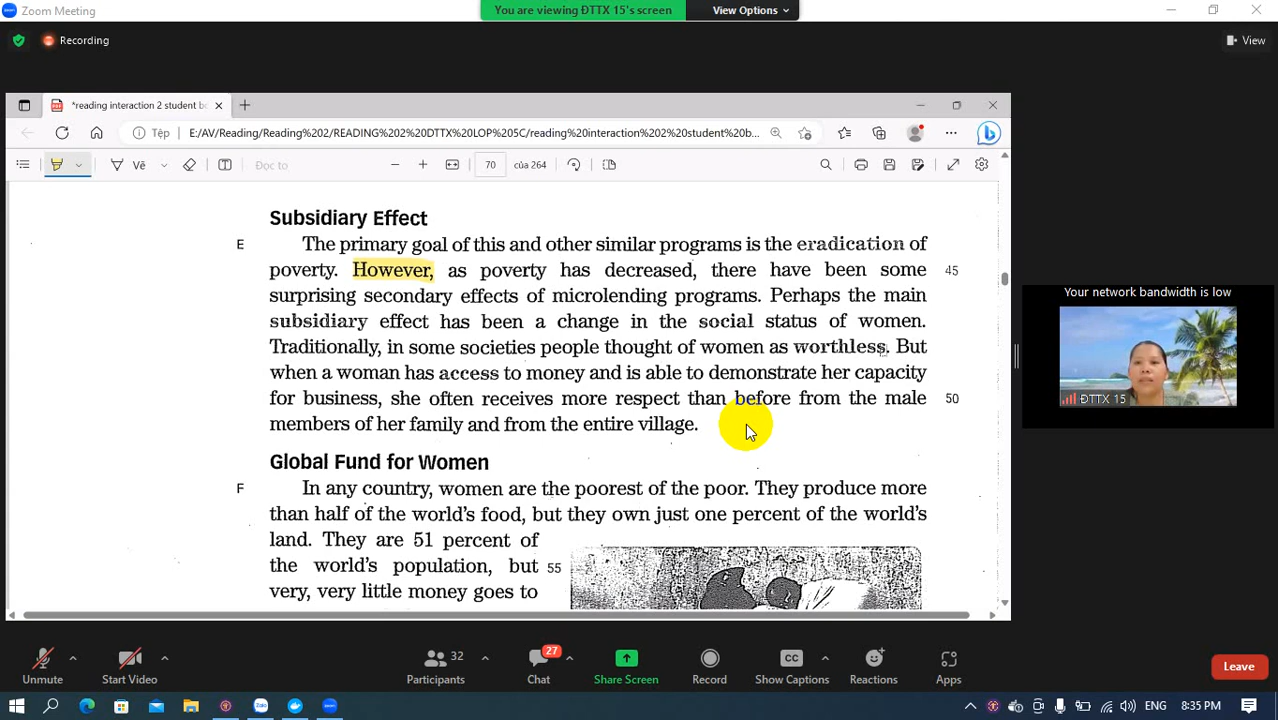 Zoom Meeting
You are viewing ĐTTX 15's screen
View Options
Recording
View
*reading interaction 2 student bo
Tệp
E:/AV/Reading/Reading%202/READING%202%20DTTX%20LOP%205C/reading%20interaction%202%20student%20b...
Vẽ
Đọc to
70
của 264
Subsidiary Effect
E
The primary goal of this and other similar programs is the eradication of
poverty. However, as poverty has decreased, there have been some
45
surprising secondary effects of microlending programs. Perhaps the main
subsidiary effect has been a change in the social status of women.
Traditionally, in some societies people thought of women as worthless. But
when a woman has access to money and is able to demonstrate her capacity
for business, she often receives more respect than before from the male
50
members of her family and from the entire village.
Global Fund for Women
F
In any country, women are the poorest of the poor. They produce more
than half of the world's food, but they own just one percent of the world's
land. They are 51 percent of
the world's population, but
55
very, very little money goes to
Your network bandwidth is low
ĐTTX 15
Unmute
Start Video
32
Participants
27
Chat
Share Screen
Record
CC
Show Captions
Reactions
Apps
Leave
ENG
8:35 PM